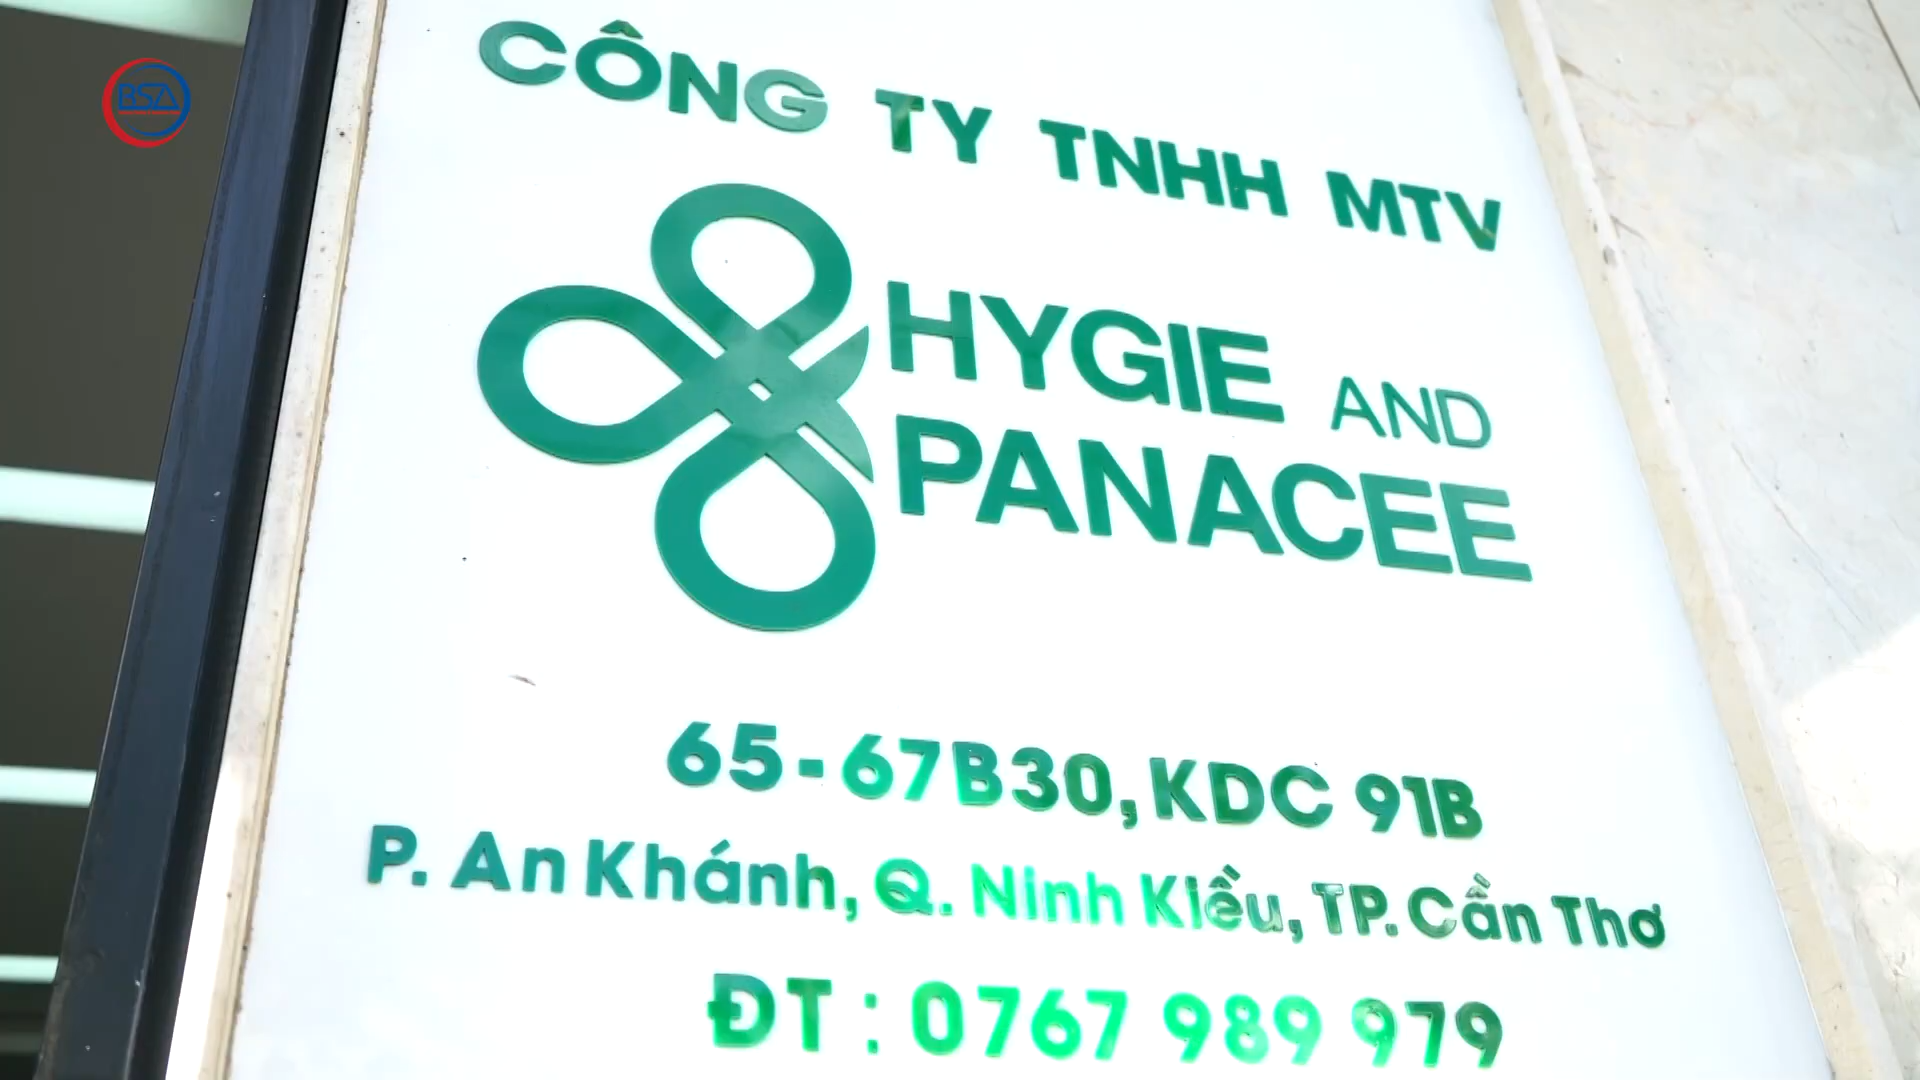 BSA
CÔNG TY TNHH MTV
HYGIE AND
PANACEE
65-67B30, KDC 91B
P. An Khánh, Q. Ninh Kiều, TP. Cần Thơ
ĐT : 0767 989 979